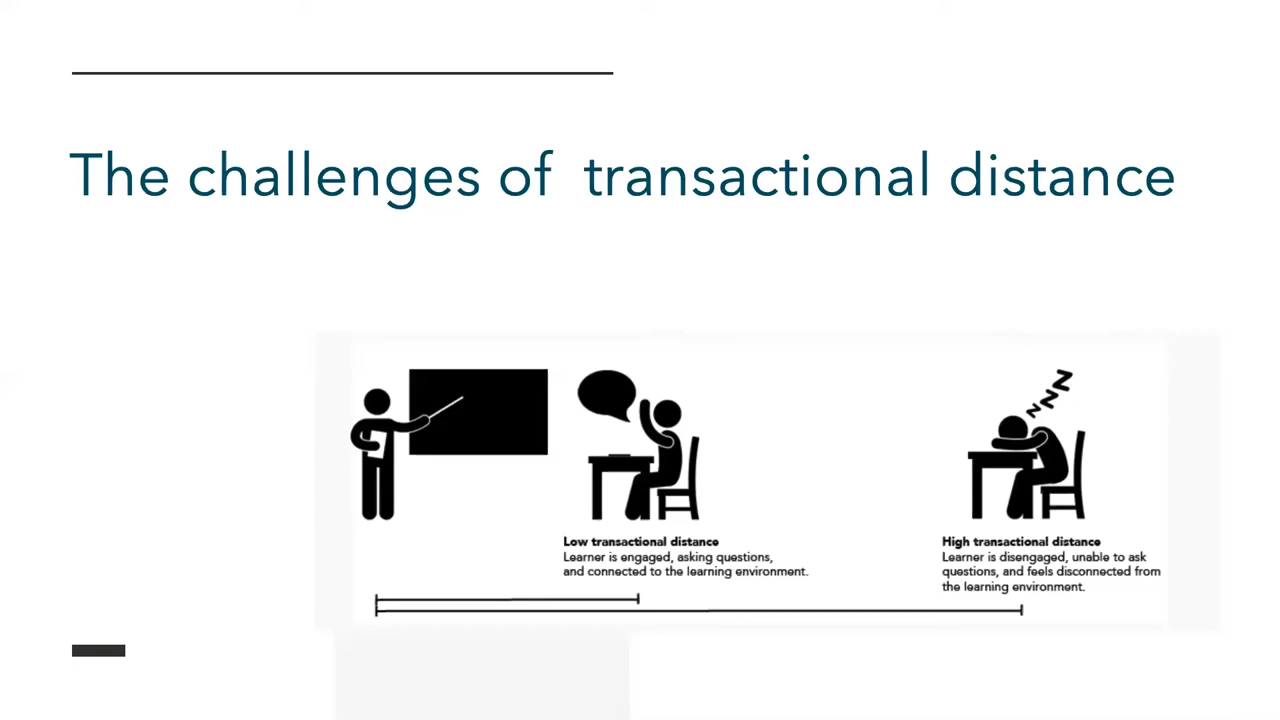 The challenges of transactional distance
z
z
z
Low transactional distance
Learner is engaged, asking questions,
and connected to the learning environment.
High transactional distance
Learner is disengaged, unable to ask
questions, and feels disconnected from
the learning environment.